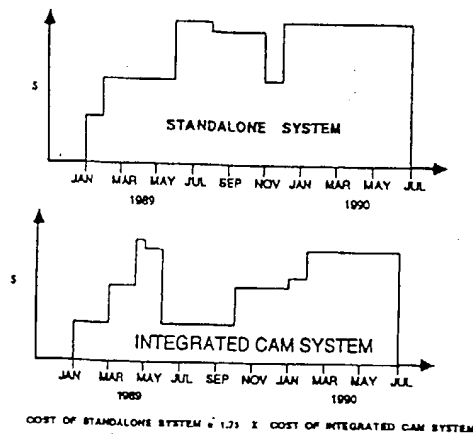 $
STANDALONE SYSTEM
JAN MAR MAY JUL SEP NOV JAN MAR MAY JUL
1989 1990
$
INTEGRATED CAM SYSTEM
JAN MAR MAY JUL SEP NOV JAN MAR MAY JUL
1989 1990
COST OF STANDALONE SYSTEM = 1.75 X COST OF INTEGRATED CAM SYSTEM